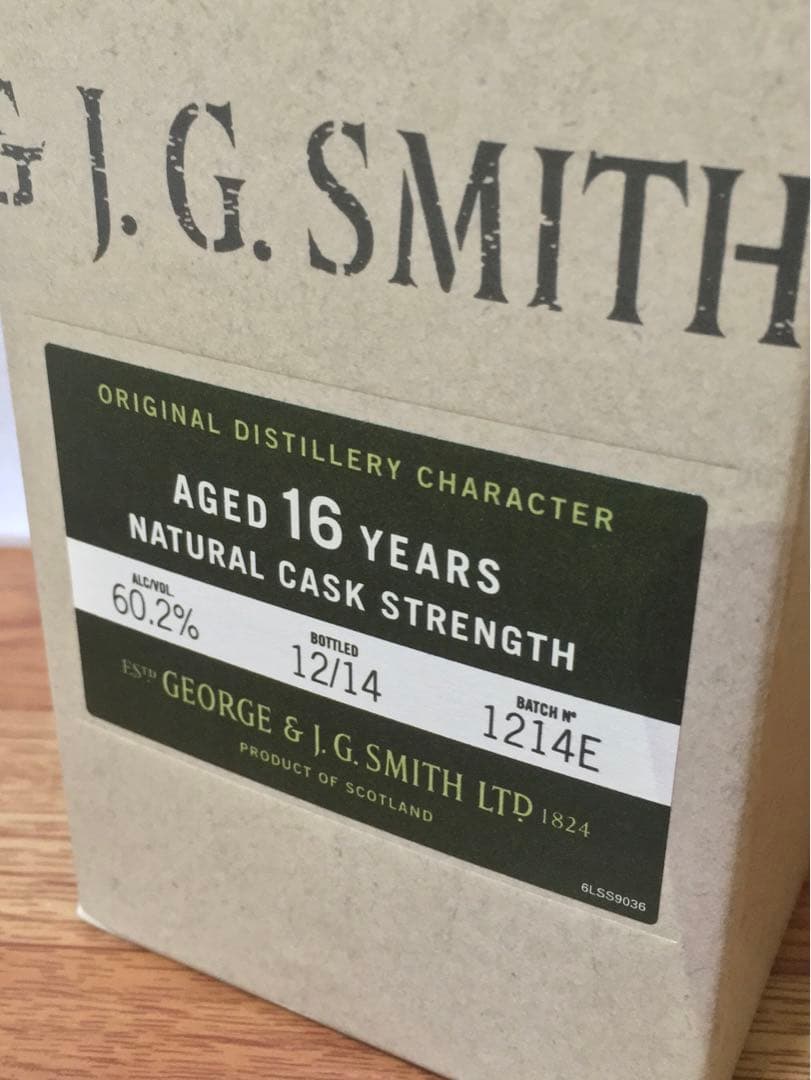 & J. G. SMITH
ORIGINAL DISTILLERY CHARACTER
AGED 16 YEARS
NATURAL CASK STRENGTH
ALC/VOL.
60.2%
BOTTLED
12/14
BATCH Nº
1214E
ESTD GEORGE & J. G. SMITH LTD 1824
PRODUCT OF SCOTLAND
6LSS9036